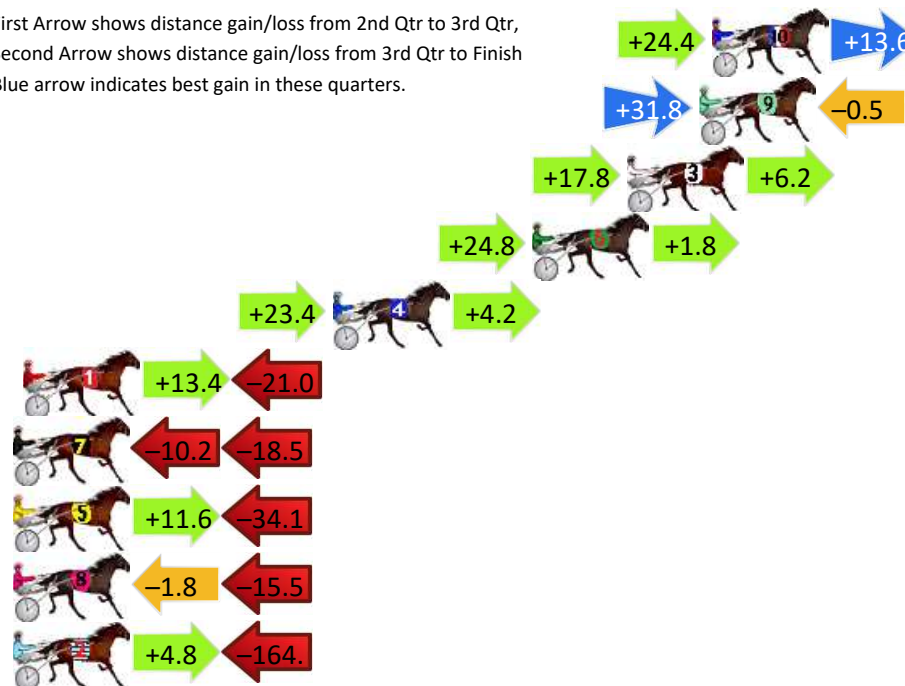 irst Arrow shows distance gain/loss from 2nd Qtr to 3rd Qtr,
econd Arrow shows distance gain/loss from 3rd Qtr to Finish
Blue arrow indicates best gain in these quarters.
+24.4 10 +13.6
+31.8 9 –0.5
+17.8 3 +6.2
+24.8 6 +1.8
+23.4 4 +4.2
1 +13.4 –21.0
7 –10.2 –18.5
5 +11.6 –34.1
8 –1.8 –15.5
2 +4.8 –164.